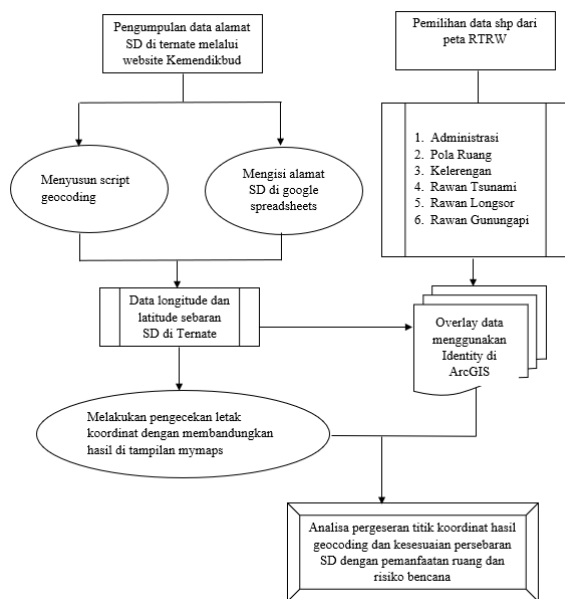 Pengumpulan data alamat
SD di ternate melalui
website Kemendikbud
Pemilihan data shp dari
peta RTRW
Menyusun script
geocoding
Mengisi alamat
SD di google
spreadsheets
1. Administrasi
2. Pola Ruang
3. Kelerengan
4. Rawan Tsunami
5. Rawan Longsor
6. Rawan Gunungapi
Data longitude dan
latitude sebaran
SD di Ternate
Overlay data
menggunakan
Identity di
ArcGIS
Melakukan pengecekan letak
koordinat dengan membandungkan
hasil di tampilan mymaps
Analisa pergeseran titik koordinat hasil
geocoding dan kesesuaian persebaran
SD dengan pemanfaatan ruang dan
risiko bencana